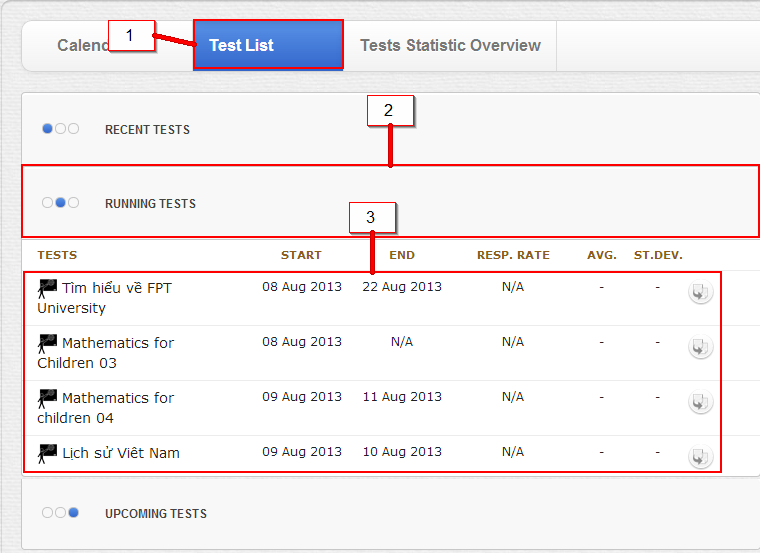 1
Calend
Test List
Tests Statistic Overview
2
RECENT TESTS
RUNNING TESTS
3
TESTS START END RESP. RATE AVG. ST.DEV.
Tìm hiểu về FPT 08 Aug 2013 22 Aug 2013 N/A - -
University
Mathematics for 08 Aug 2013 N/A N/A - -
Children 03
Mathematics for 09 Aug 2013 11 Aug 2013 N/A - -
children 04
Lịch sử Viêt Nam 09 Aug 2013 10 Aug 2013 N/A - -
UPCOMING TESTS